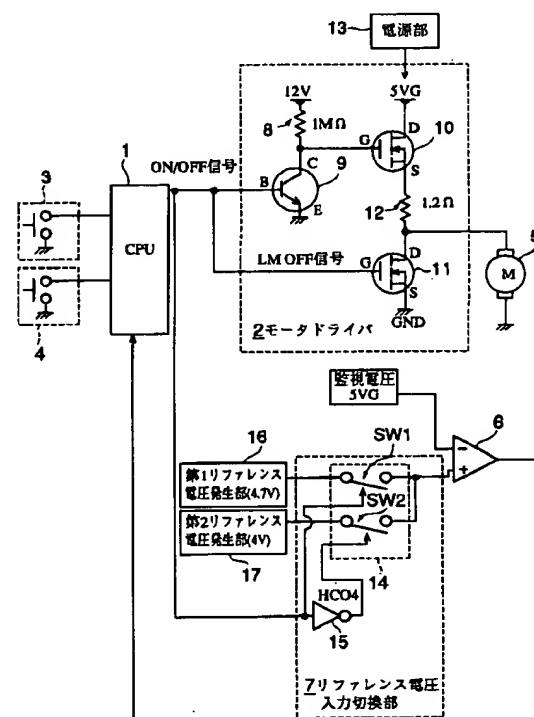 13
電源部
12V
5VG
8
1MΩ
D
G
10
S
1
ON/OFF信号
C
9
B
E
12
1.2Ω
3
CPU
5
M
LM OFF信号
D
G
11
S
GND
4
2モータドライバ
監視電圧
5VG
6
−
+
16
SW1
第1リファレンス
電圧発生部(4.7V)
SW2
第2リファレンス
電圧発生部(4V)
17
14
HCO4
15
7リファレンス電圧
入力切換部